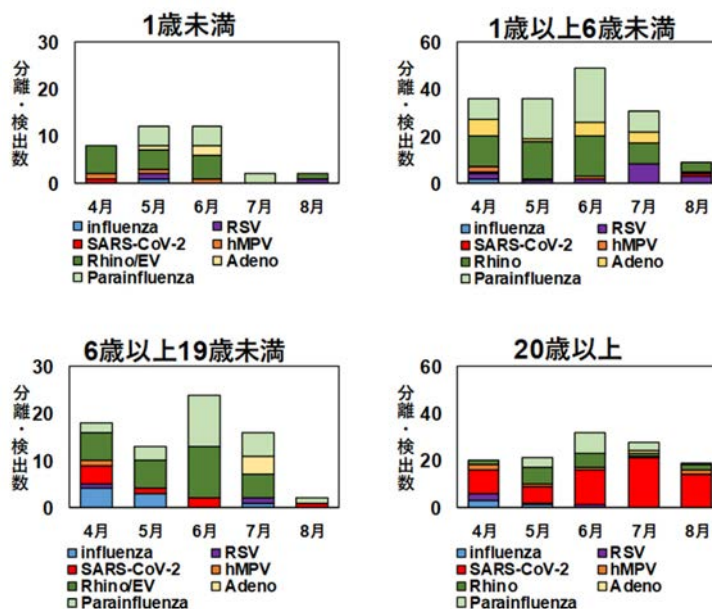 1歳未満
分離・検出数
30
20
10
0
4月 5月 6月 7月 8月
influenza RSV
SARS-CoV-2 hMPV
Rhino/EV Adeno
Parainfluenza
1歳以上6歳未満
分離・検出数
60
40
20
0
4月 5月 6月 7月 8月
influenza RSV
SARS-CoV-2 hMPV
Rhino Adeno
Parainfluenza
6歳以上19歳未満
分離・検出数
30
20
10
0
4月 5月 6月 7月 8月
influenza RSV
SARS-CoV-2 hMPV
Rhino/EV Adeno
Parainfluenza
20歳以上
分離・検出数
60
40
20
0
4月 5月 6月 7月 8月
influenza RSV
SARS-CoV-2 hMPV
Rhino Adeno
Parainfluenza